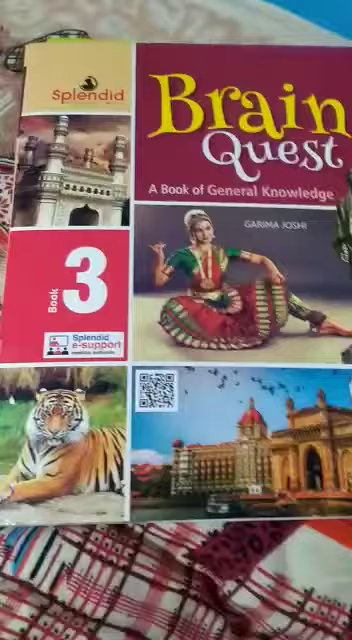 Splendid
Brain
Quest
A Book of General Knowledge
GARIMA JOSHI
Book 3
Splendid
e-support